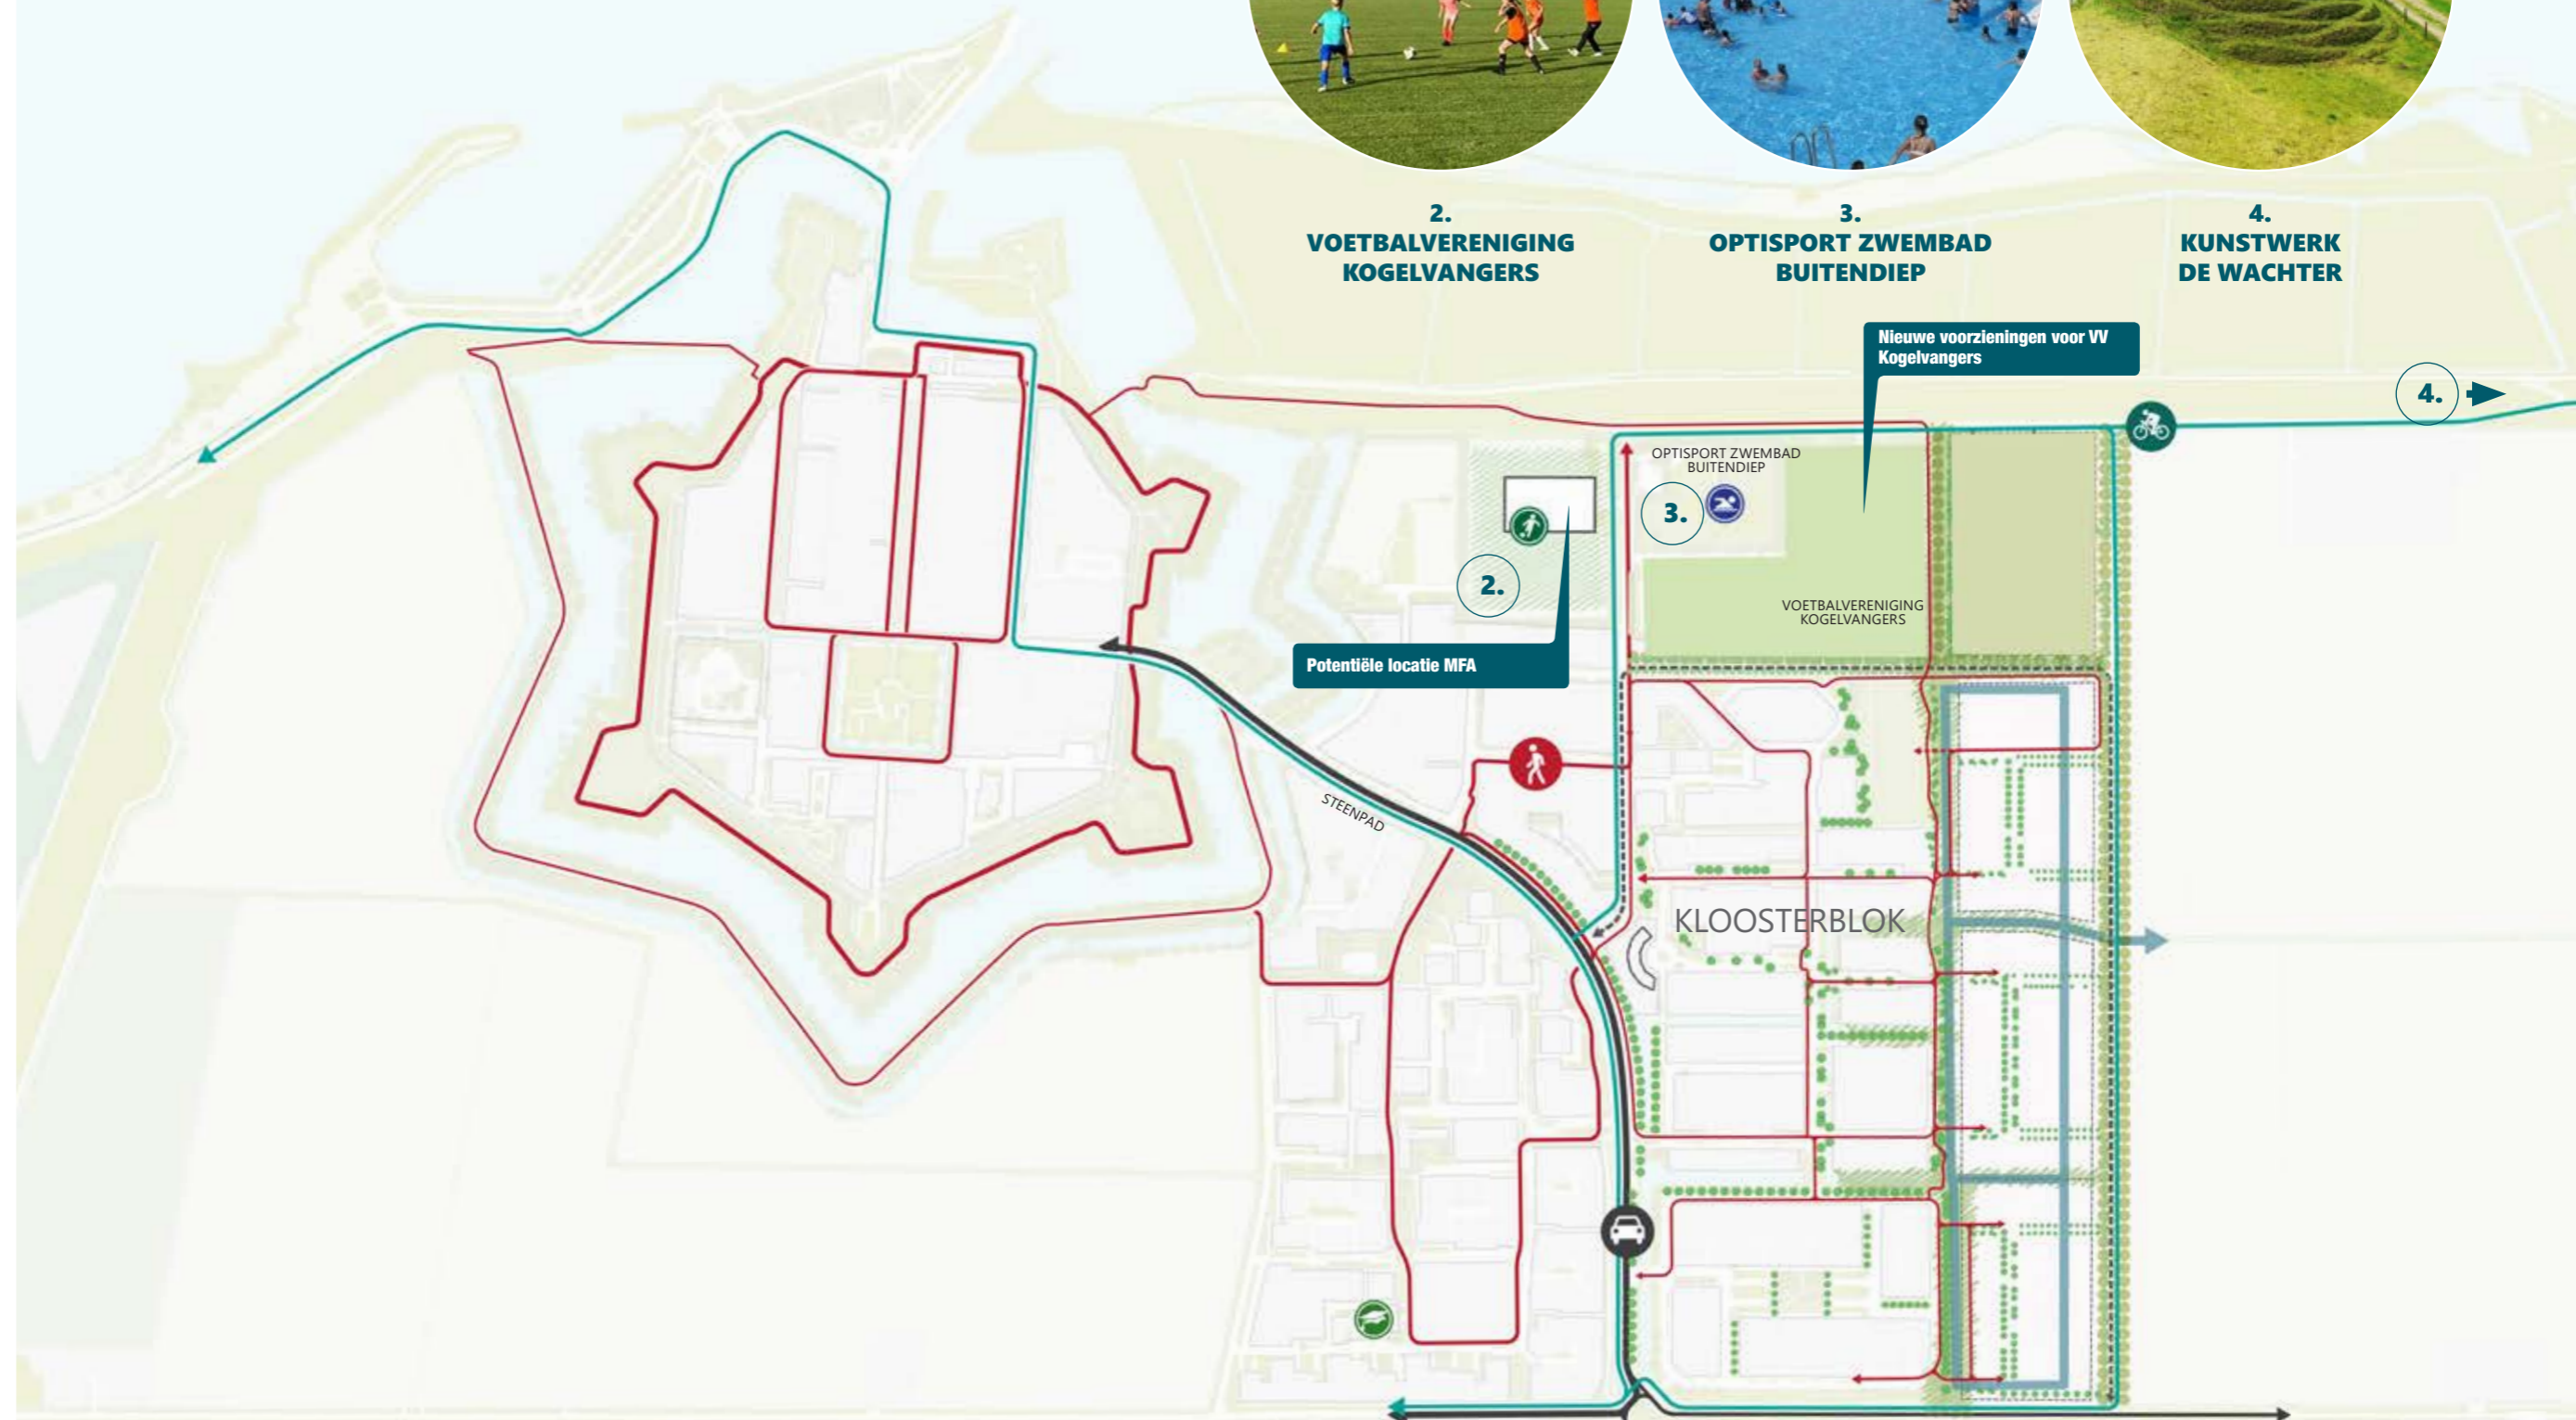 2.
VOETBALVERENIGING
KOGELVANGERS
3.
OPTISPORT ZWEMBAD
BUITENDIEP
4.
KUNSTWERK
DE WACHTER
Nieuwe voorzieningen voor VV
Kogelvangers
4.
OPTISPORT ZWEMBAD
BUITENDIEP
3.
2.
VOETBALVERENIGING
KOGELVANGERS
Potentiële locatie MFA
STEENPAD
KLOOSTERBLOK